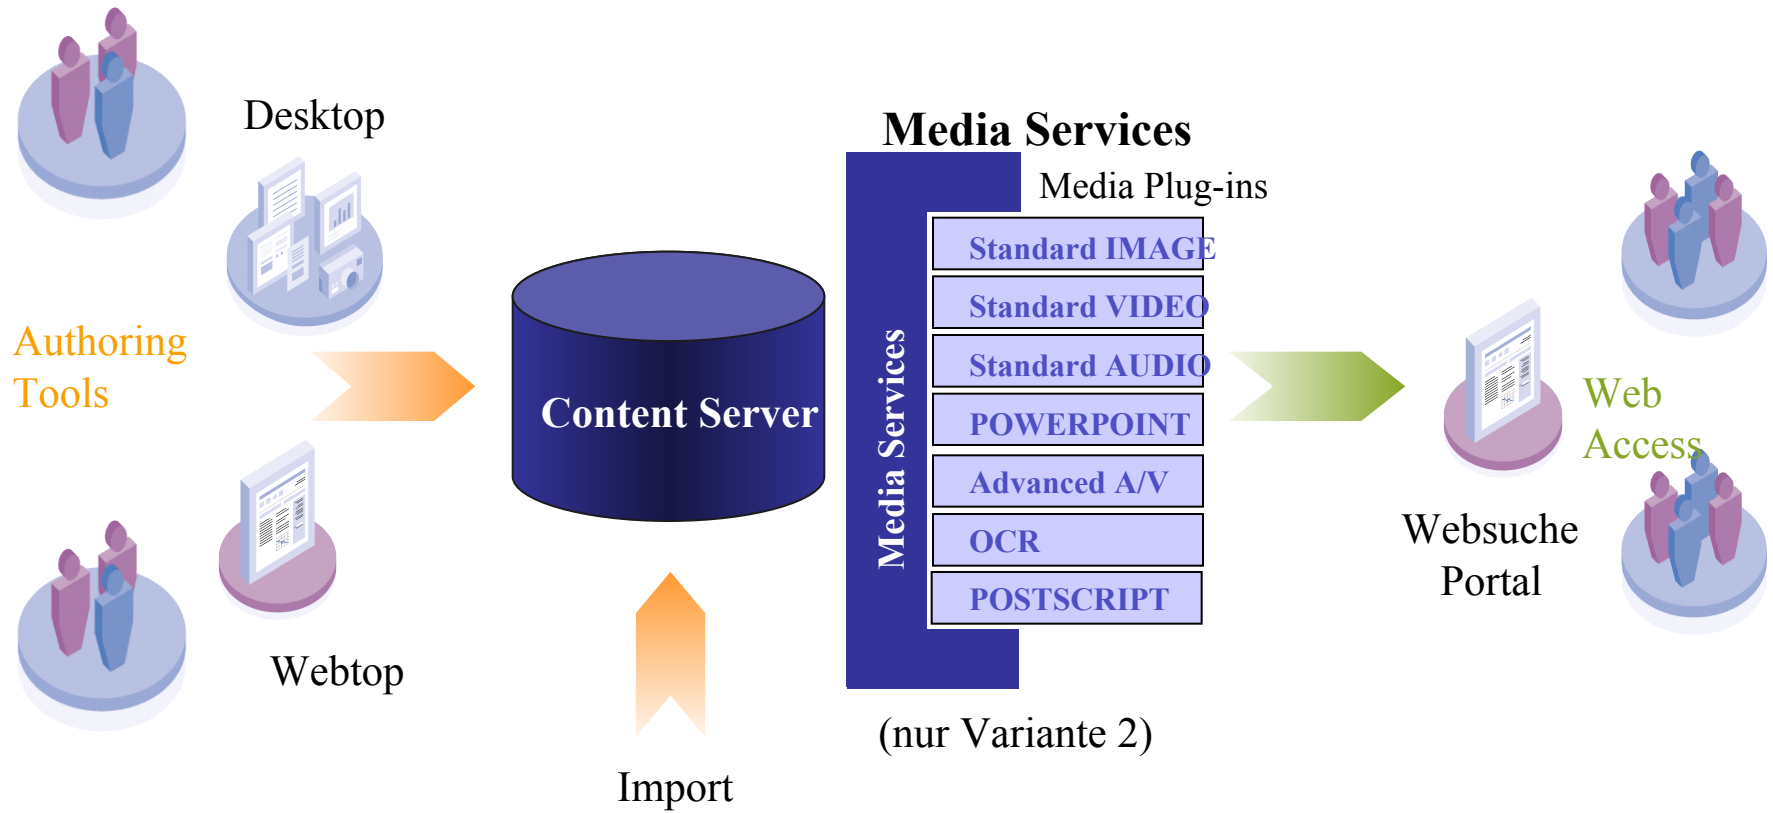 Desktop
Authoring
Tools
Webtop
Content Server
Import
Media Services
Media Plug-ins
Media Services
Standard IMAGE
Standard VIDEO
Standard AUDIO
POWERPOINT
Advanced A/V
OCR
POSTSCRIPT
(nur Variante 2)
Web
Access
Websuche
Portal